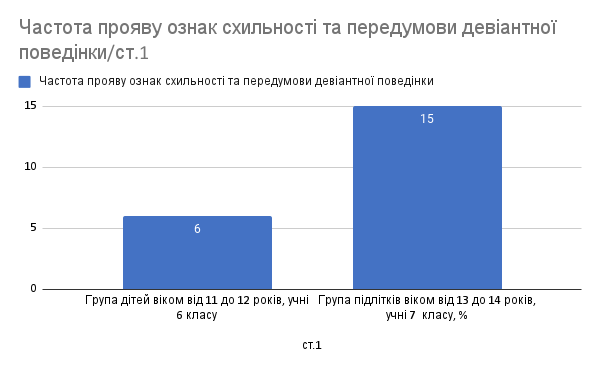 Частота прояву ознак схильності та передумови девіантної
поведінки/ст.1
Частота прояву ознак схильності та передумови девіантної поведінки
15
10
5
0
6
15
Група дітей віком від 11 до 12 років, учні
6 класу
Група підлітків віком від 13 до 14 років,
учні 7  класу, %
ст.1